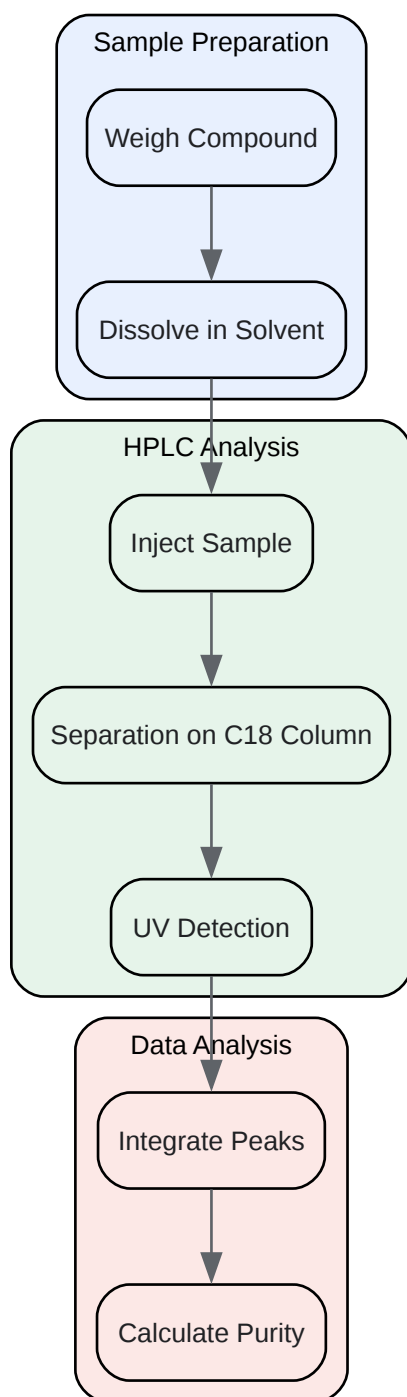 Sample Preparation
Weigh Compound
Dissolve in Solvent
HPLC Analysis
Inject Sample
Separation on C18 Column
UV Detection
Data Analysis
Integrate Peaks
Calculate Purity